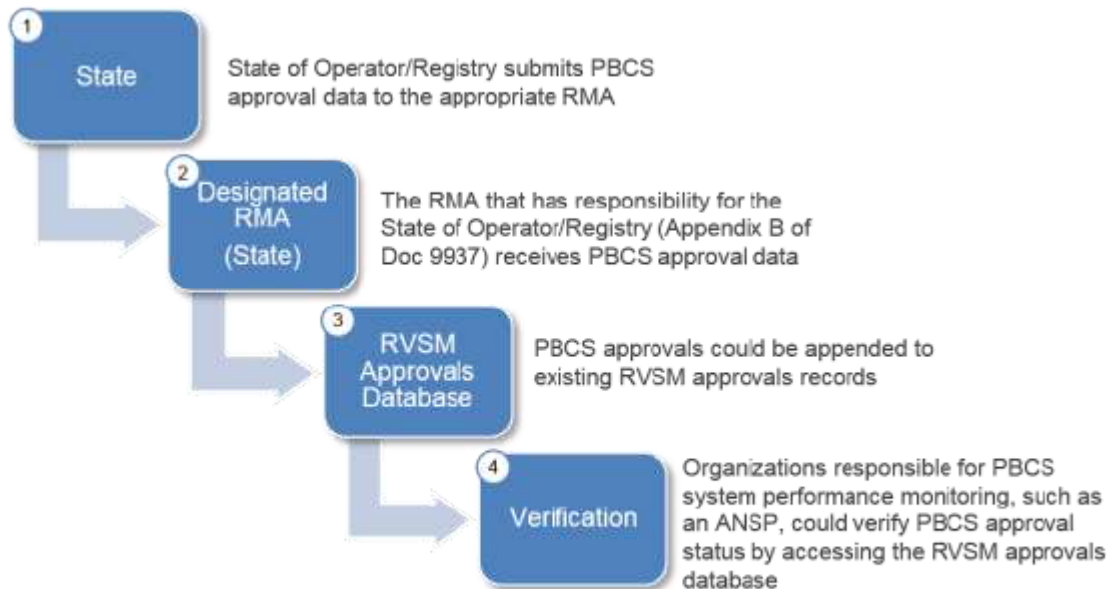 1
State
State of Operator/Registry submits PBCS
approval data to the appropriate RMA
2
Designated
RMA
(State)
The RMA that has responsibility for the
State of Operator/Registry (Appendix B of
Doc 9937) receives PBCS approval data
3
RVSM
Approvals
Database
PBCS approvals could be appended to
existing RVSM approvals records
4
Verification
Organizations responsible for PBCS
system performance monitoring, such as
an ANSP, could verify PBCS approval
status by accessing the RVSM approvals
database